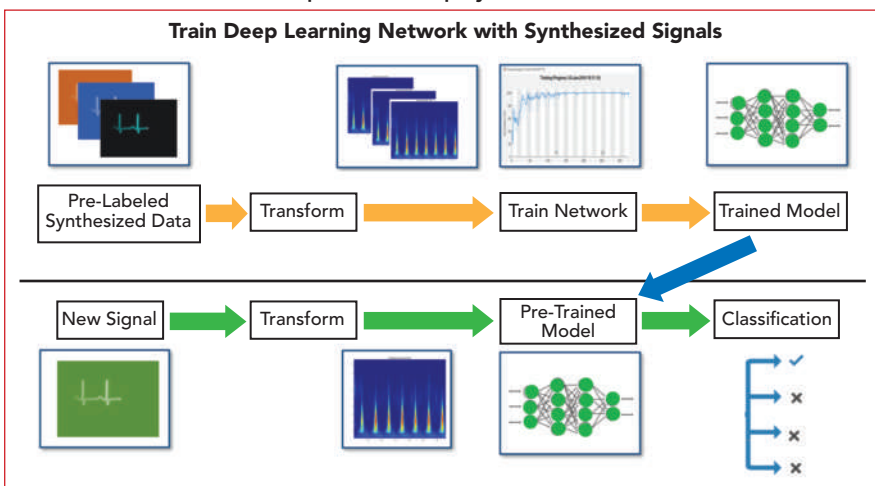 Train Deep Learning Network with Synthesized Signals
Pre-Labeled
Synthesized Data
Transform
Train Network
Trained Model
New Signal
Transform
Pre-Trained
Model
Classification